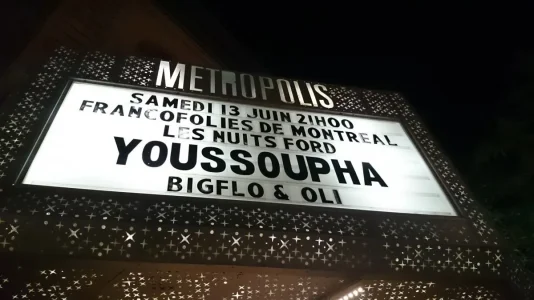 METROPOLIS
SAMEDI 13 JUIN 21H00
FRANCOFOLIES DE MONTREAL
LES NUITS FORD
YOUSSOUPHA
BIGFLO & OLI